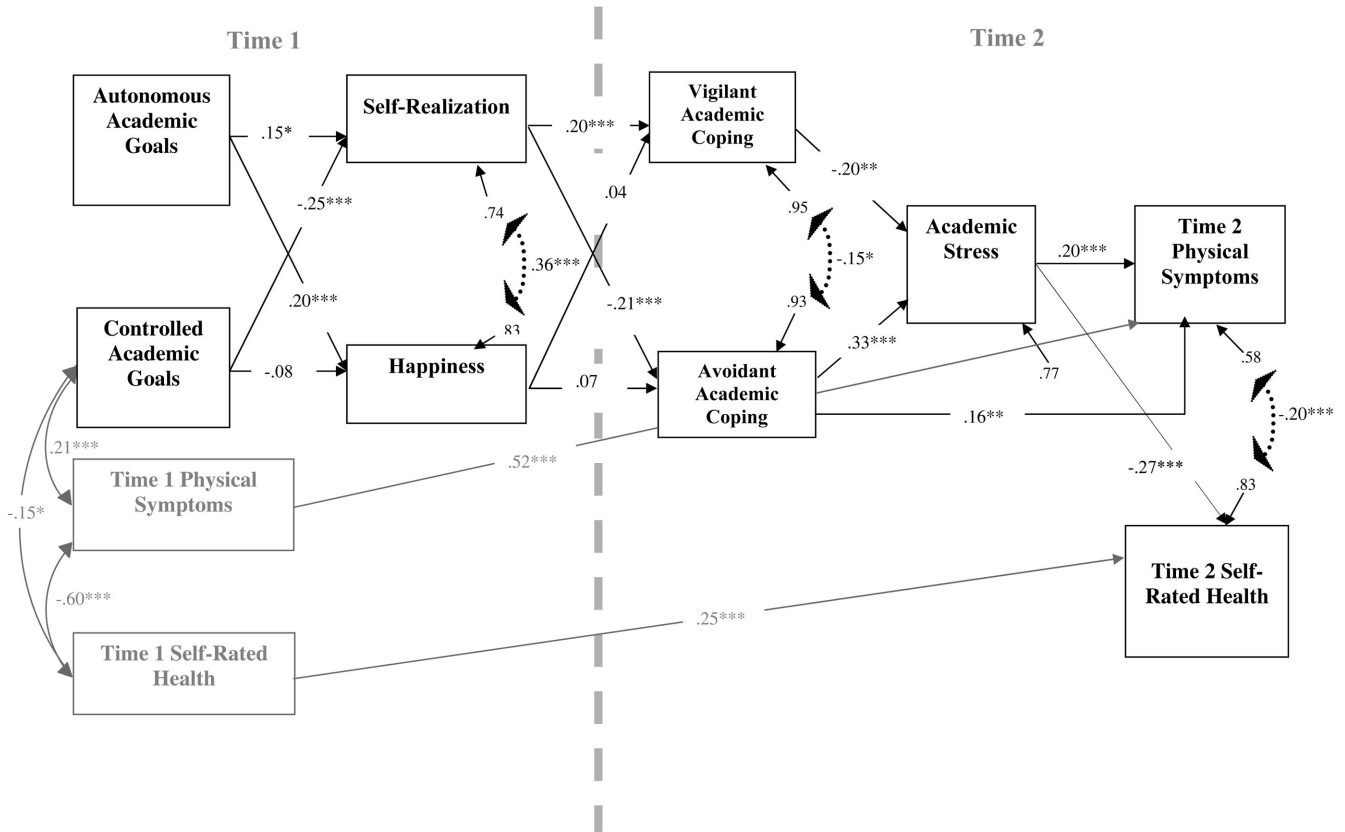 Time 1
Time 2
Autonomous
Academic
Goals
Self-Realization
Vigilant
Academic
Coping
.15*
.20***
-.25***
.04
-.20**
.74
.95
Academic
Stress
Time 2
Physical
Symptoms
.36***
-.15*
.20***
.20***
-.21***
.93
Controlled
Academic
Goals
.83
.33***
Happiness
-.08
.07
Avoidant
Academic
Coping
.77
.58
.16**
-.20***
.21***
.52***
-.27***
Time 1 Physical
Symptoms
.83
-.15*
-.60***
Time 2 Self-
Rated Health
.25***
Time 1 Self-Rated
Health